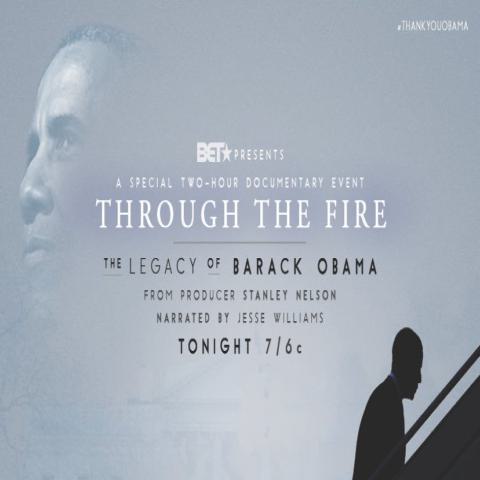 #THANKYOUOBAMA
BET★PRESENTS
A SPECIAL TWO-HOUR DOCUMENTARY EVENT
THROUGH THE FIRE
THE LEGACY OF BARACK OBAMA
FROM PRODUCER STANLEY NELSON
NARRATED BY JESSE WILLIAMS
TONIGHT 7/6c